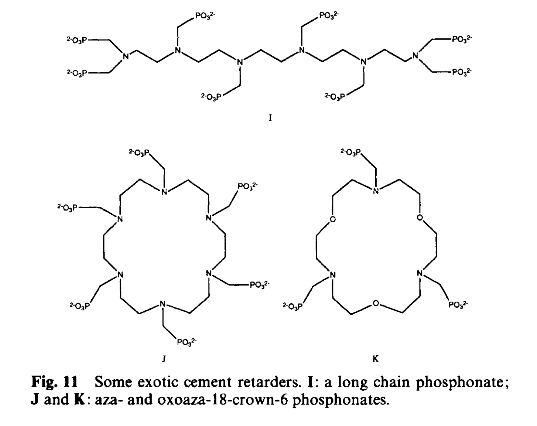 ²⁻O₃P
PO₃²⁻
PO₃²⁻
PO₃²⁻
N
N
N
N
N
N
²⁻O₃P
PO₃²⁻
²⁻O₃P
²⁻O₃P
I
²⁻O₃P
N
PO₃²⁻
²⁻O₃P
N
N
N
N
PO₃²⁻
²⁻O₃P
N
PO₃²⁻
J
²⁻O₃P
N
O
O
N
N
²⁻O₃P
O
PO₃²⁻
K
Fig. 11 Some exotic cement retarders. I: a long chain phosphonate;
J and K: aza- and oxoaza-18-crown-6 phosphonates.